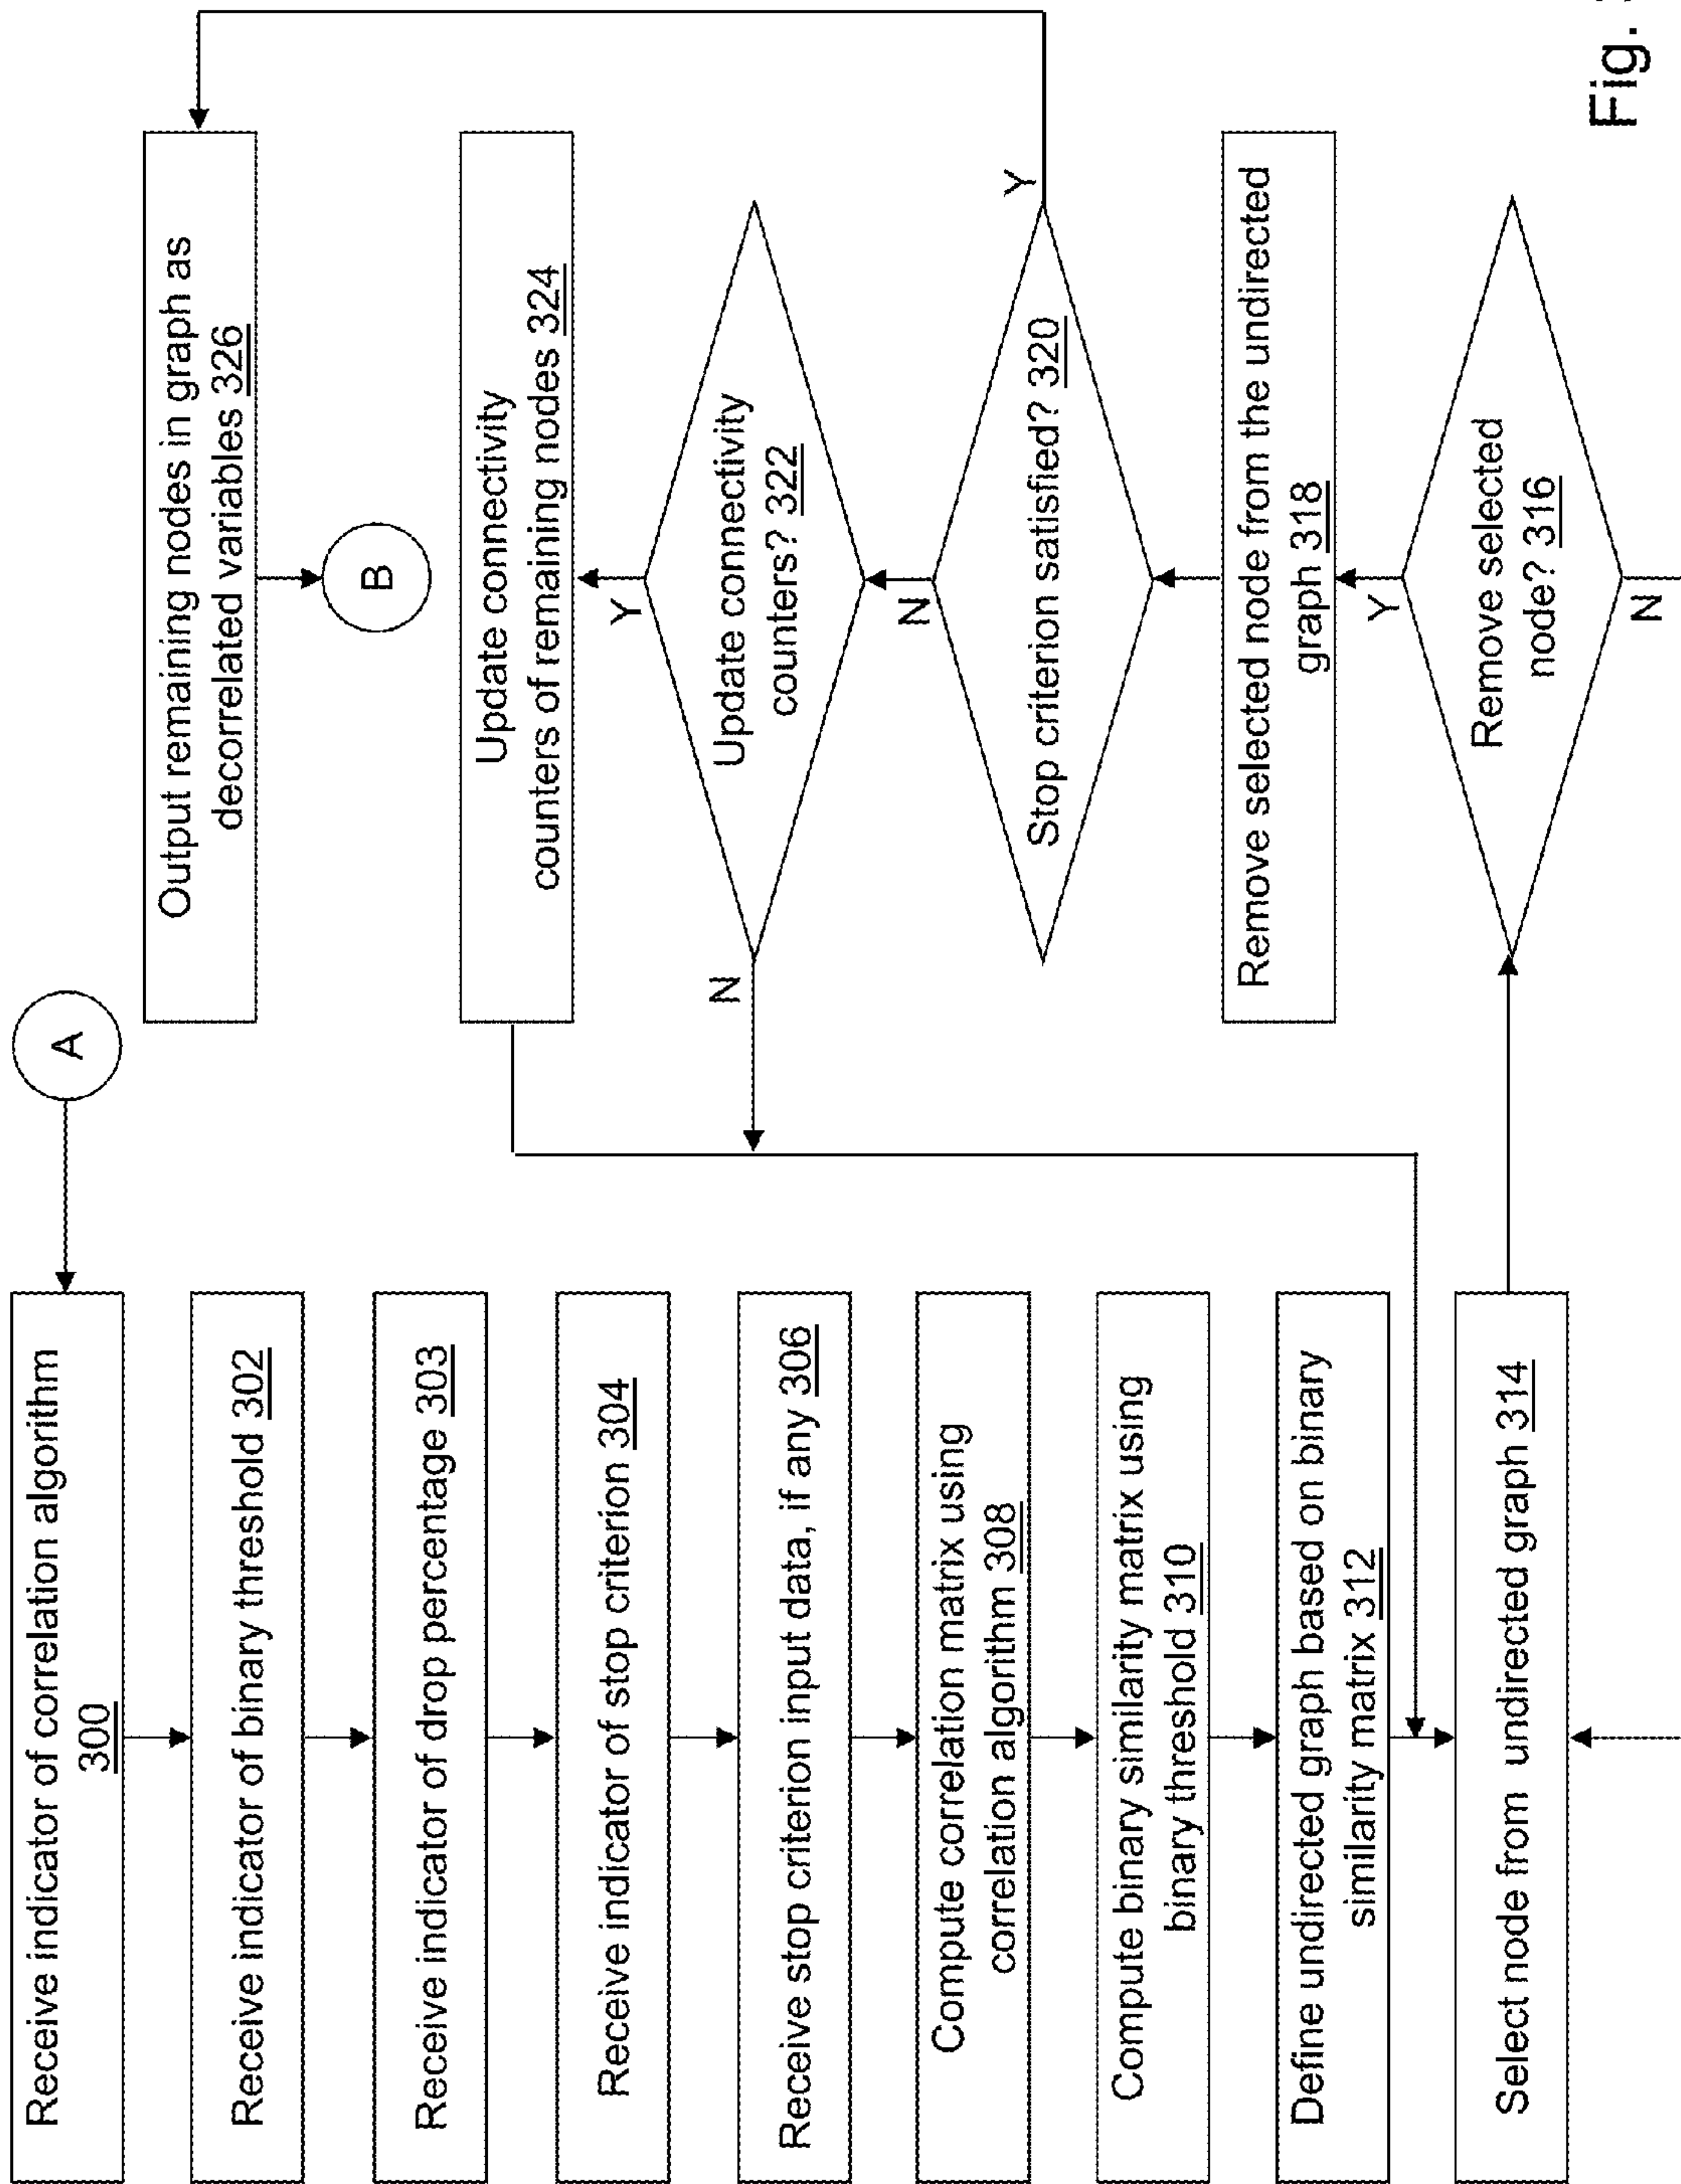 A
Receive indicator of correlation algorithm
300
Receive indicator of binary threshold 302
Receive indicator of drop percentage 303
Receive indicator of stop criterion 304
Receive stop criterion input data, if any 306
Compute correlation matrix using
correlation algorithm 308
Compute binary similarity matrix using
binary threshold 310
Define undirected graph based on binary
similarity matrix 312
Select node from undirected graph 314
Output remaining nodes in graph as
decorrelated variables 326
B
Update connectivity
counters of remaining nodes 324
Y
Update connectivity
counters? 322
N
N
Stop criterion satisfied? 320
Y
Remove selected node from the undirected
graph 318
Y
Remove selected
node? 316
N
Fig.